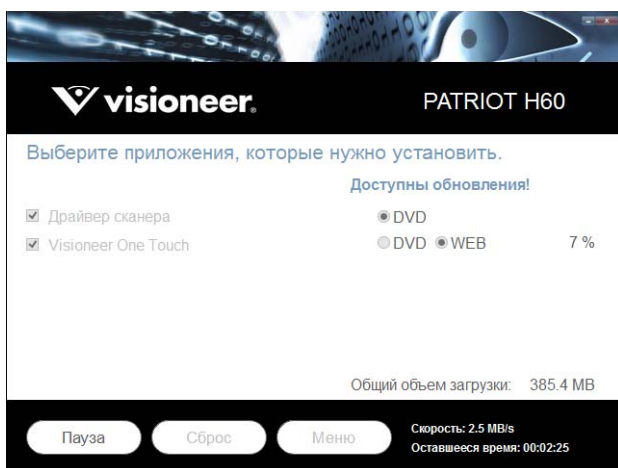 visioneer.
PATRIOT H60
Выберите приложения, которые нужно установить.
Доступны обновления!
Драйвер сканера
DVD
Visioneer One Touch
DVD WEB 7 %
Общий объем загрузки: 385.4 MB
Пауза
Сброс
Меню
Скорость: 2.5 MB/s
Оставшееся время: 00:02:25